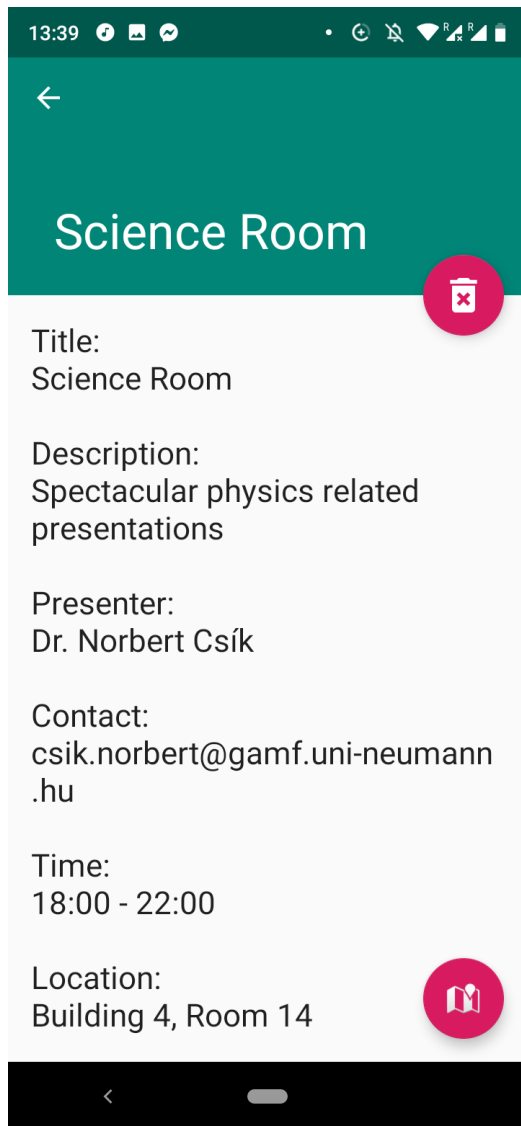 13:39
R R
Science Room
Title:
Science Room
Description:
Spectacular physics related
presentations
Presenter:
Dr. Norbert Csík
Contact:
csik.norbert@gamf.uni-neumann
.hu
Time:
18:00 - 22:00
Location:
Building 4, Room 14